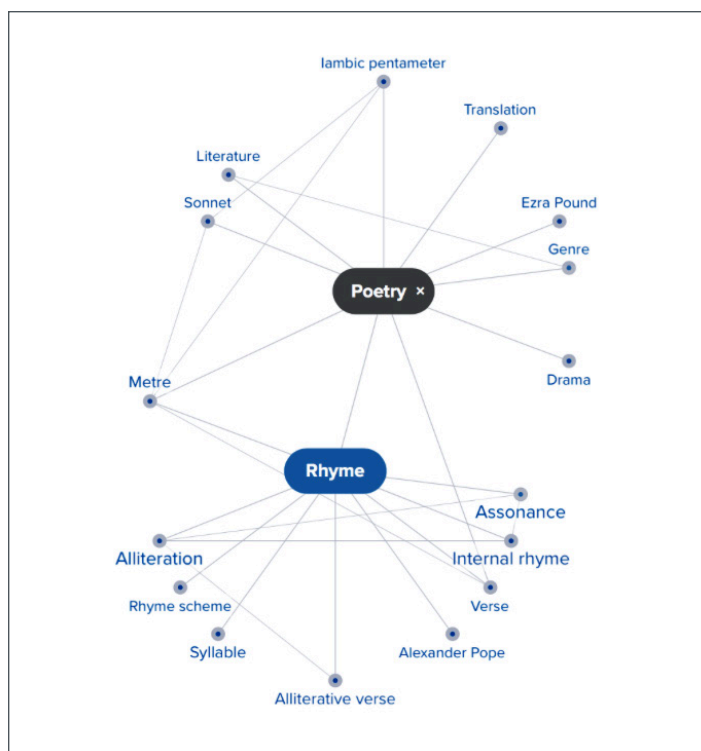 Iambic pentameter
Translation
Literature
Sonnet
Ezra Pound
Genre
Poetry ×
Metre
Drama
Rhyme
Assonance
Alliteration
Internal rhyme
Rhyme scheme
Verse
Syllable
Alexander Pope
Alliterative verse